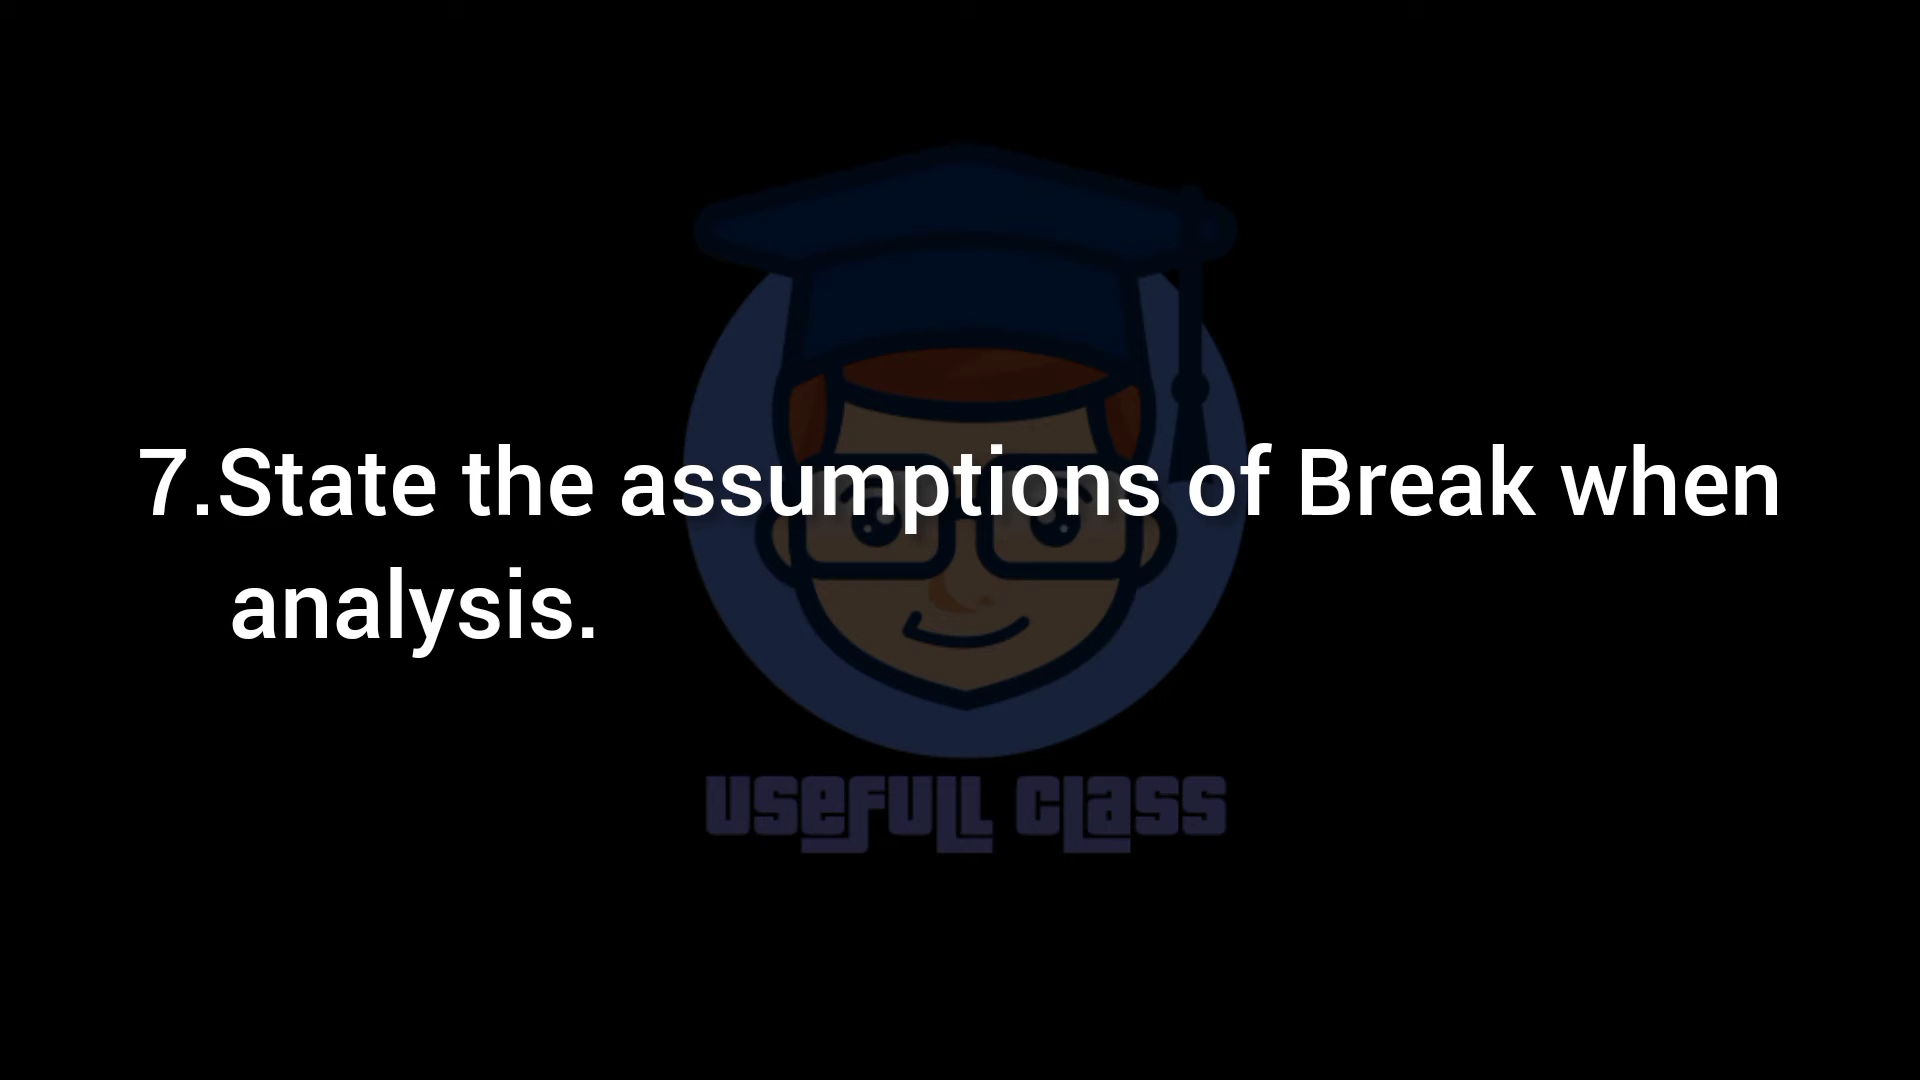 7.State the assumptions of Break when
analysis.
USEFULL CLASS